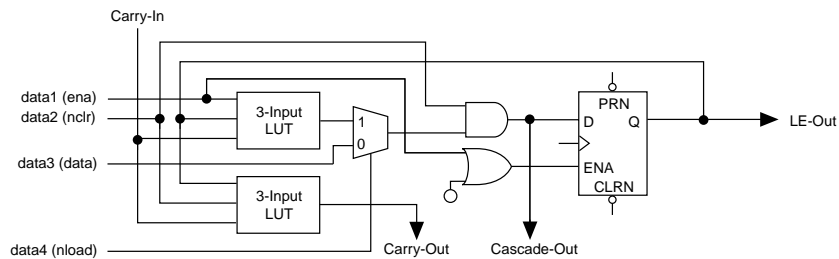 Carry-In
data1 (ena)
data2 (nclr)
3-Input
LUT
1
0
PRN
D
Q
LE-Out
data3 (data)
ENA
CLRN
3-Input
LUT
data4 (nload)
Carry-Out
Cascade-Out